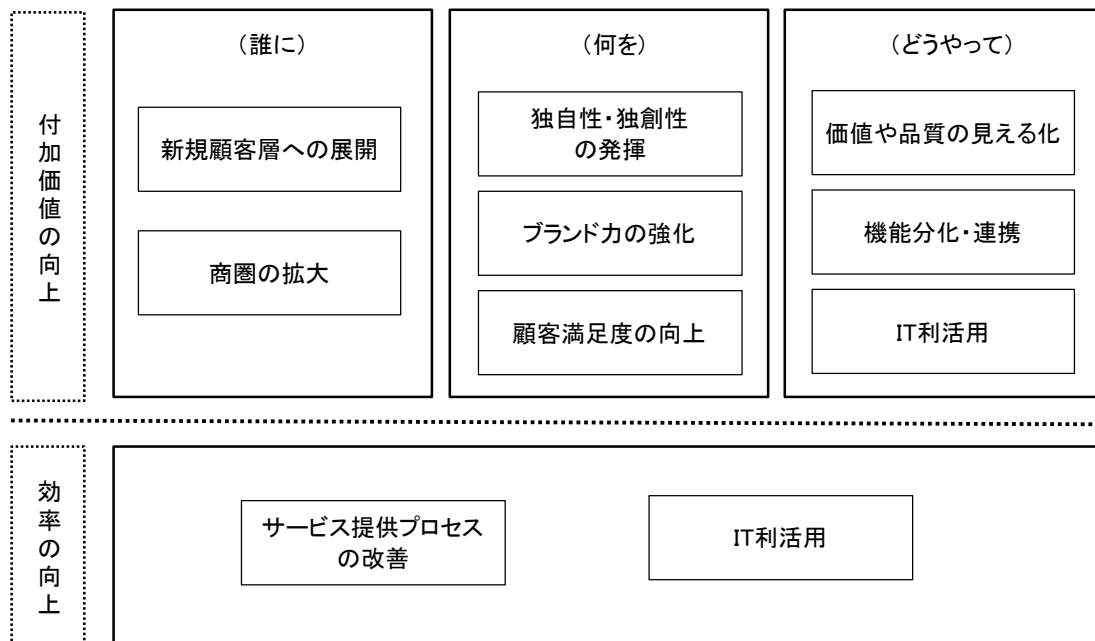 付加価値の向上
（誰に）
新規顧客層への展開
商圏の拡大
（何を）
独自性・独創性
の発揮
ブランド力の強化
顧客満足度の向上
（どうやって）
価値や品質の見える化
機能分化・連携
IT利活用
効率の向上
サービス提供プロセス
の改善
IT利活用